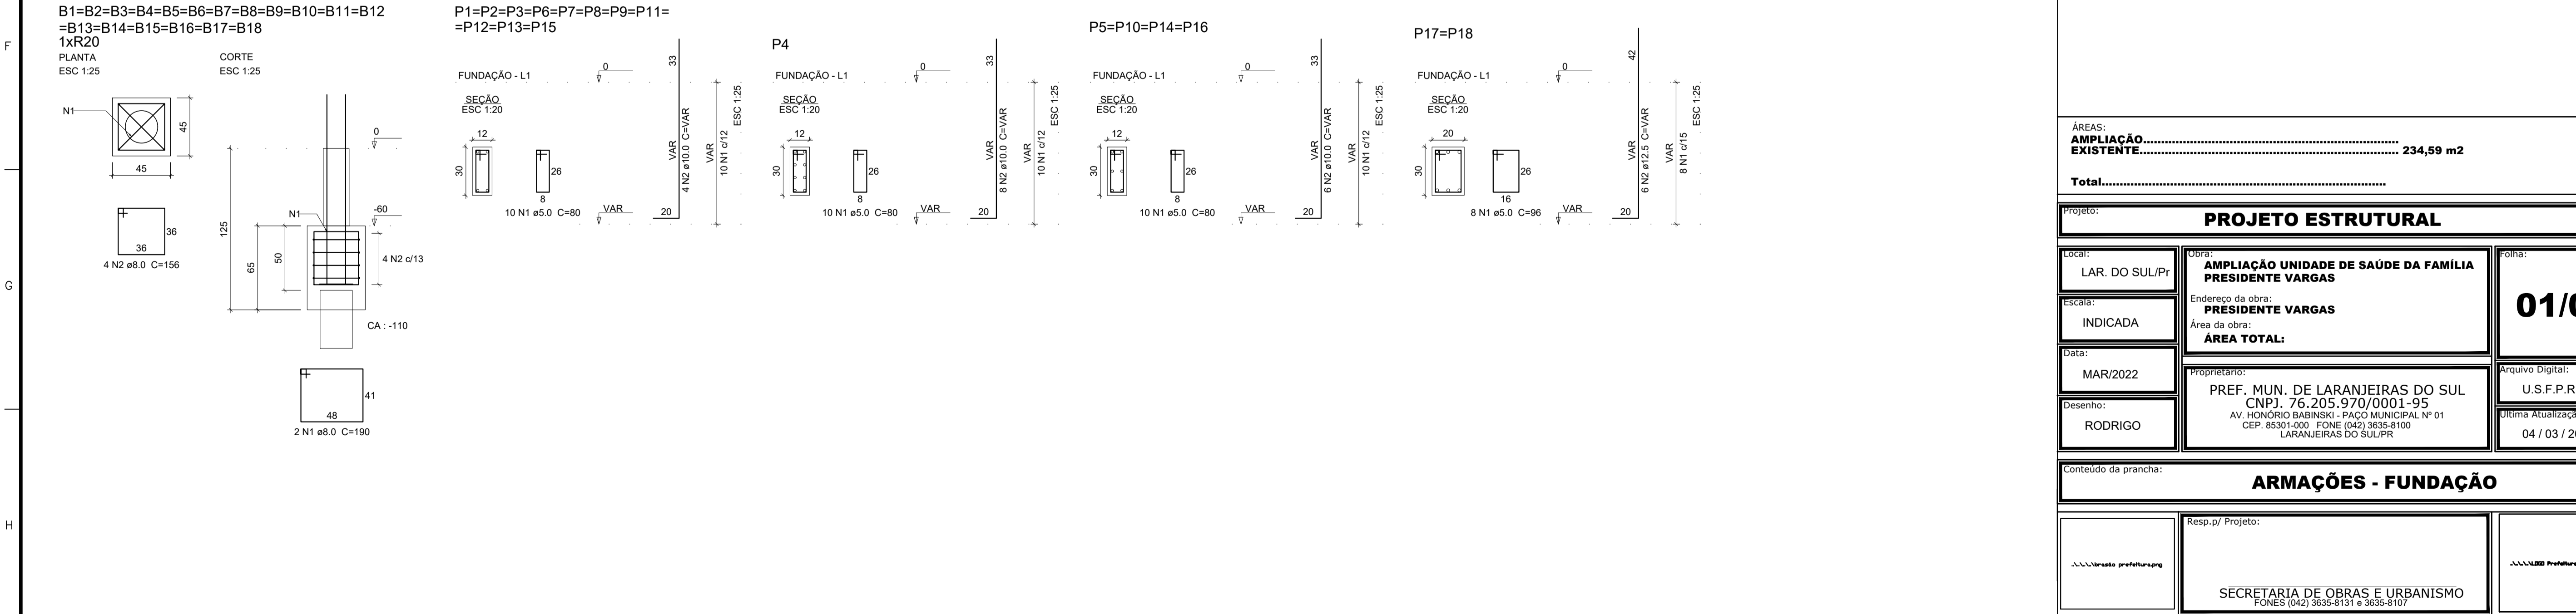 F
G
H
B1=B2=B3=B4=B5=B6=B7=B8=B9=B10=B11=B12
=B13=B14=B15=B16=B17=B18
1xR20
PLANTA
ESC 1:25
CORTE
ESC 1:25
N1
45
45
36
36
4 N2 ø8.0 C=156
0
-60
N1
125
65
50
4 N2 c/13
CA : -110
41
48
2 N1 ø8.0 C=190
P1=P2=P3=P6=P7=P8=P9=P11=
=P12=P13=P15
FUNDAÇÃO - L1
SEÇÃO
ESC 1:20
12
30
26
8
10 N1 ø5.0 C=80
0
VAR
33
VAR
4 N2 ø10.0 C=VAR
20
VAR
10 N1 c/12
ESC 1:25
P4
FUNDAÇÃO - L1
SEÇÃO
ESC 1:20
12
30
26
8
10 N1 ø5.0 C=80
0
VAR
33
VAR
8 N2 ø10.0 C=VAR
20
VAR
10 N1 c/12
ESC 1:25
P5=P10=P14=P16
FUNDAÇÃO - L1
SEÇÃO
ESC 1:20
12
30
26
8
10 N1 ø5.0 C=80
0
VAR
33
VAR
6 N2 ø10.0 C=VAR
20
VAR
10 N1 c/12
ESC 1:25
P17=P18
FUNDAÇÃO - L1
SEÇÃO
ESC 1:20
20
30
26
16
8 N1 ø5.0 C=96
0
VAR
42
VAR
6 N2 ø12.5 C=VAR
20
VAR
8 N1 c/15
ESC 1:25
ÁREAS:
AMPLIAÇÃO......................................................................
EXISTENTE....................................................................... 234,59 m2
Total..............................................................................
Projeto:
PROJETO ESTRUTURAL
Local:
LAR. DO SUL/Pr
Escala:
INDICADA
Data:
MAR/2022
Desenho:
RODRIGO
Obra:
AMPLIAÇÃO UNIDADE DE SAÚDE DA FAMÍLIA
PRESIDENTE VARGAS
Endereço da obra:
PRESIDENTE VARGAS
Área da obra:
ÁREA TOTAL:
Proprietário:
PREF. MUN. DE LARANJEIRAS DO SUL
CNPJ. 76.205.970/0001-95
AV. HONÓRIO BABINSKI - PAÇO MUNICIPAL Nº 01
CEP. 85301-000 FONE (042) 3635-8100
LARANJEIRAS DO SUL/PR
Folha:
01/
Arquivo Digital:
U.S.F.P.R
Ultima Atualizaçã
04 / 03 / 20
Conteúdo da prancha:
ARMAÇÕES - FUNDAÇÃO
Resp.p/ Projeto:
SECRETARIA DE OBRAS E URBANISMO
FONES (042) 3635-8131 e 3635-8107
..\..\..\..\brasão prefeitura.png